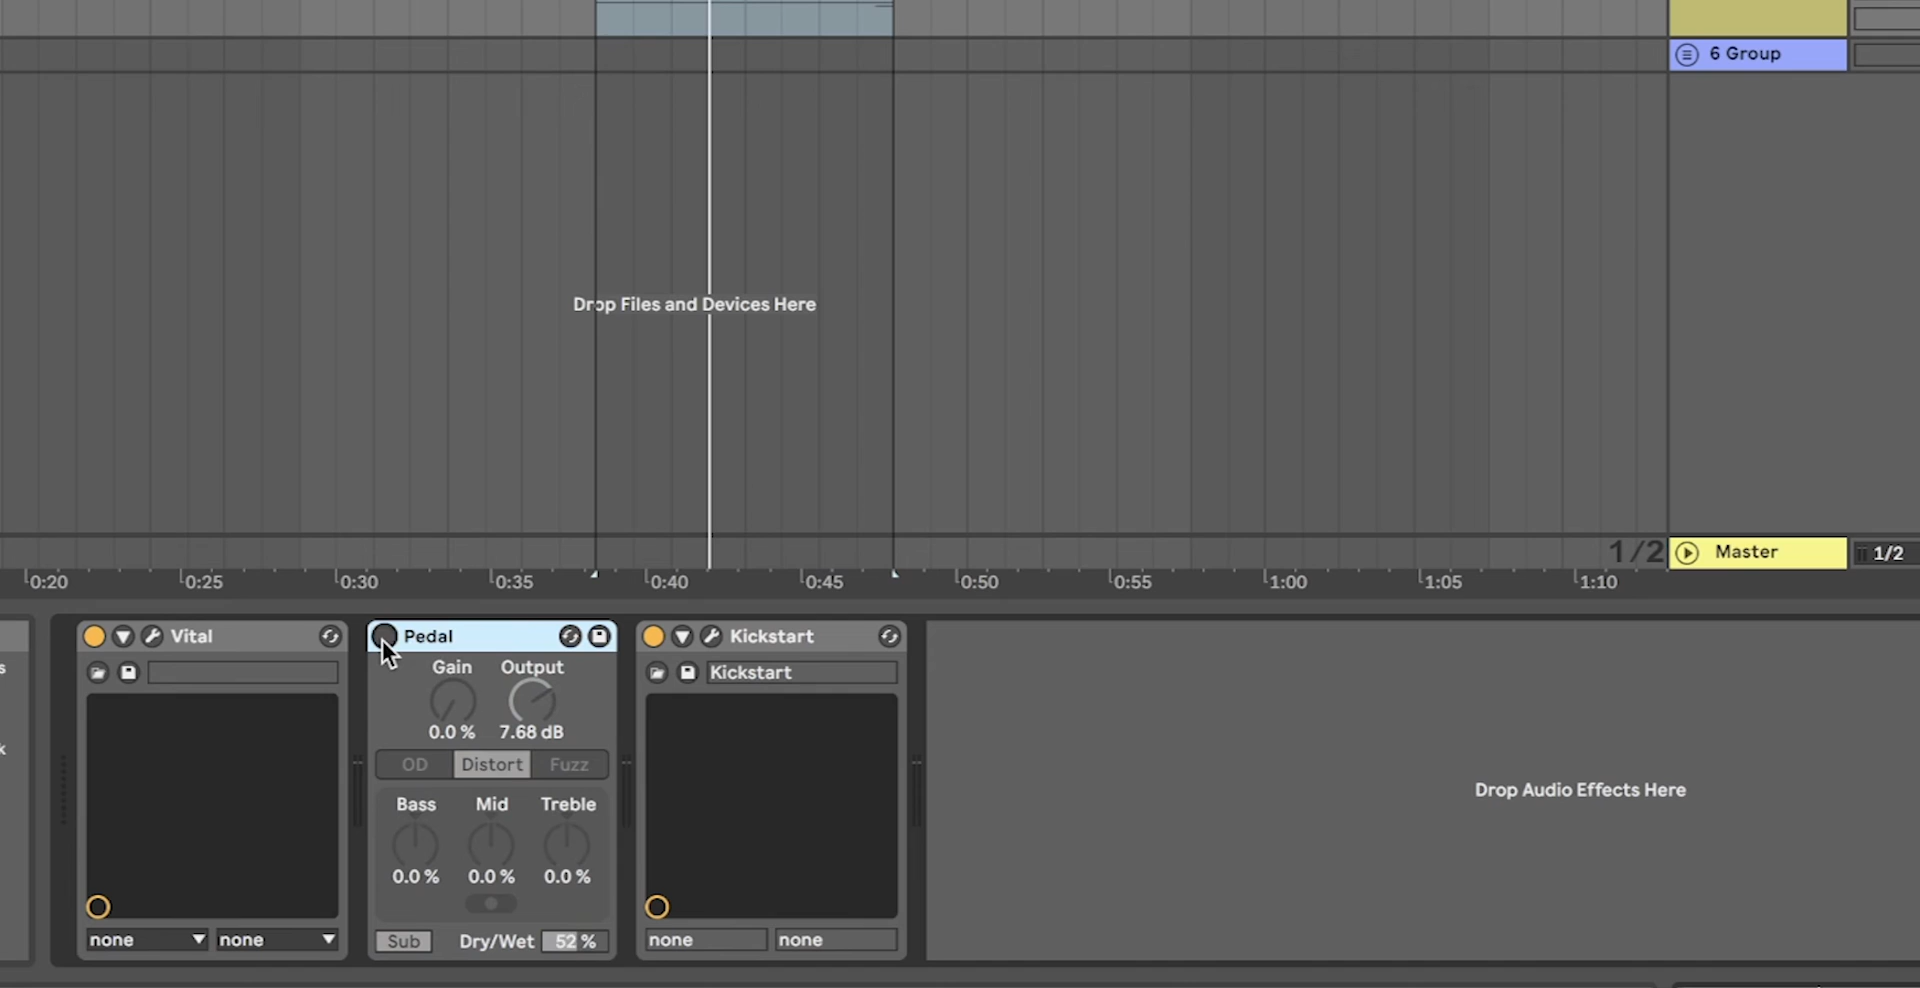 6 Group
Drop Files and Devices Here
1/2
Master
1/2
0:20 0:25 0:30 0:35 0:40 0:45 0:50 0:55 1:00 1:05 1:10
s
k
Vital
none none
Pedal
Gain Output
0.0 % 7.68 dB
OD Distort Fuzz
Bass Mid Treble
0.0 % 0.0 % 0.0 %
Sub Dry/Wet 52 %
Kickstart
Kickstart
none none
Drop Audio Effects Here